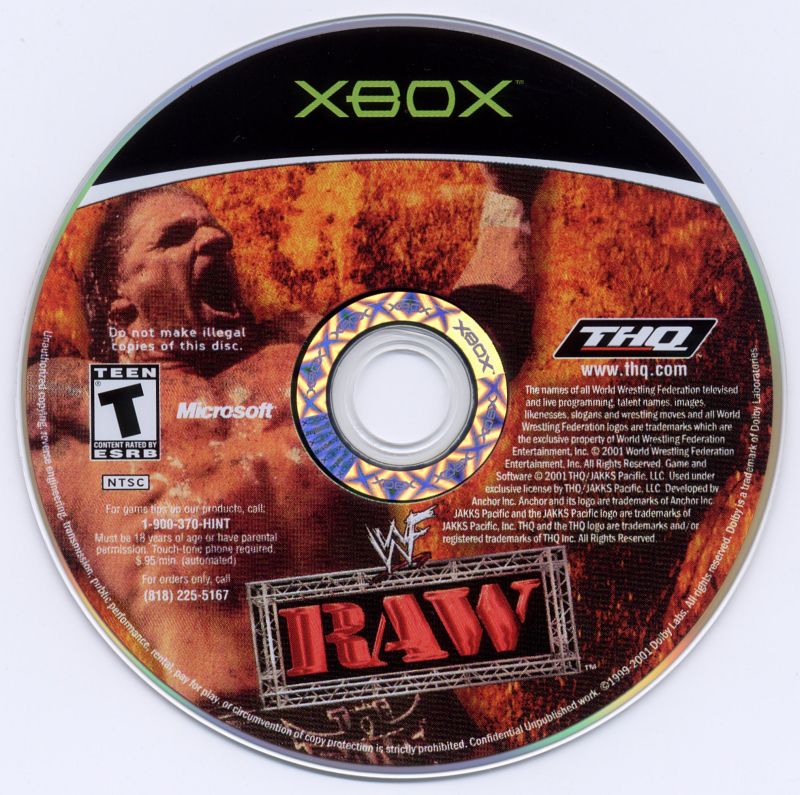 XBOX™
Do not make illegal
copies of this disc.
TEEN
T
CONTENT RATED BY
ESRB
Microsoft
NTSC
For game tips on our products, call:
1-900-370-HINT
Must be 18 years of age or have parental
permission. Touch-tone phone required.
$.95/min. (automated)
For orders only, call
(818) 225-5167
XBOX
THQ™
www.thq.com
The names of all World Wrestling Federation televised
and live programming, talent names, images,
likenesses, slogans and wrestling moves and all World
Wrestling Federation logos are trademarks which are
the exclusive property of World Wrestling Federation
Entertainment, Inc. © 2001 World Wrestling Federation
Entertainment, Inc. All Rights Reserved. Game and
Software © 2001 THQ/JAKKS Pacific, LLC. Used under
exclusive license by THQ/JAKKS Pacific, LLC. Developed by
Anchor Inc. Anchor and its logo are trademarks of Anchor Inc.
JAKKS Pacific and the JAKKS Pacific logo are trademarks of
JAKKS Pacific, Inc. THQ and the THQ logo are trademarks and/or
registered trademarks of THQ Inc. All Rights Reserved.
WF
RAW™
Unauthorized copying, reverse engineering, transmission, public performance, rental, pay for play, or circumvention of copy protection is strictly prohibited. Confidential Unpublished work. ©1999-2001 Dolby Labs. All rights reserved. Dolby is a trademark of Dolby Laboratories.